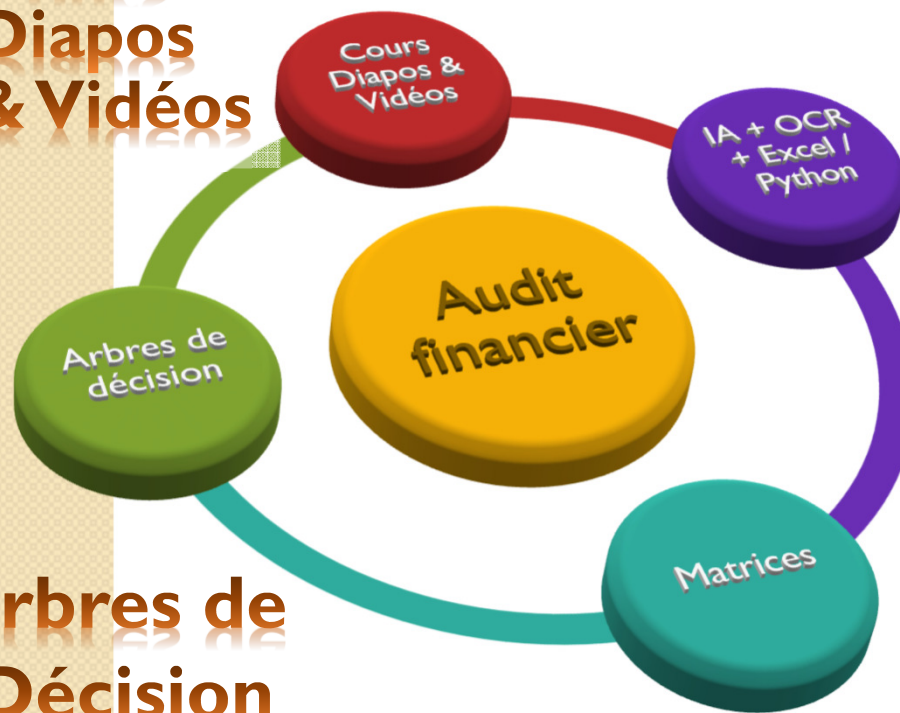 Diapos
& Vidéos
Cours
Diapos &
Vidéos
IA + OCR
+ Excel /
Python
Audit
financier
Arbres de
décision
Matrices
rbres de
Décision